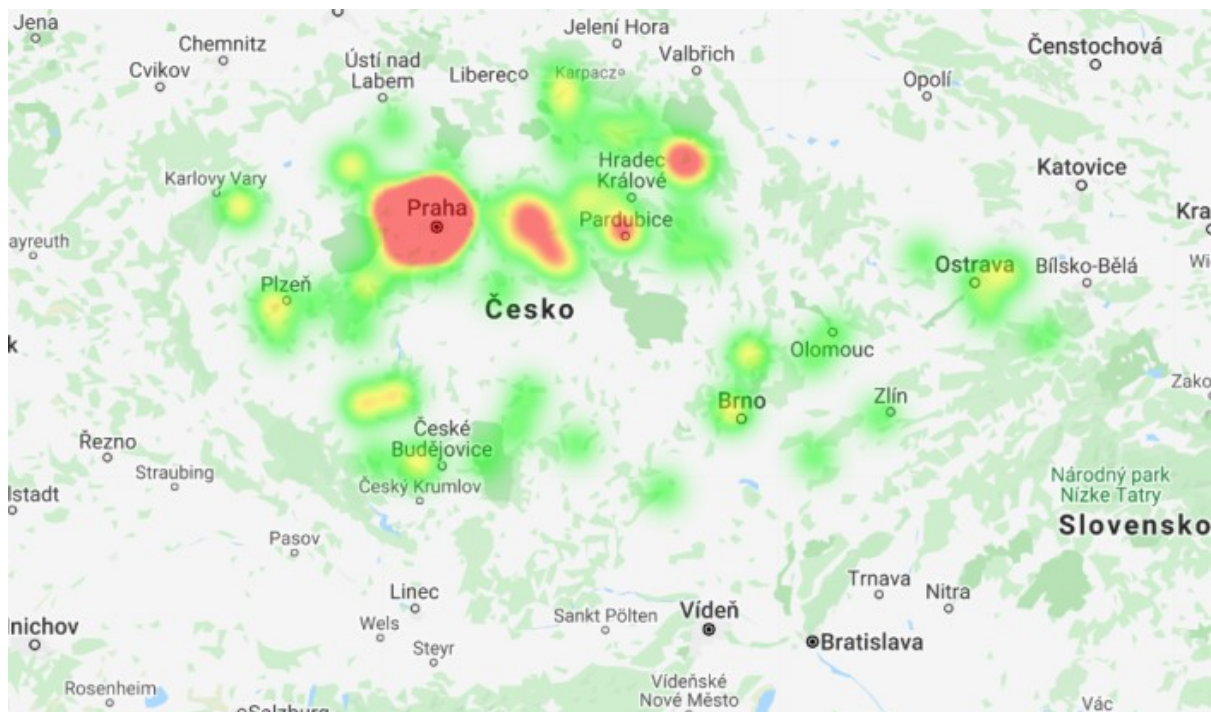 Jena
Chemnitz
Cvikov
Ústí nad
Labem
Liberec
Jelení Hora
Karpacz
Valbřich
Opolí
Čenstochová
Karlovy Vary
Praha
Hradec
Králové
Pardubice
Katovice
Kra
ayreuth
Plzeň
Česko
Ostrava
Bílsko-Bělá
Wi
k
Olomouc
Brno
Zlín
Zako
Řezno
Straubing
České
Budějovice
Český Krumlov
lstadt
Národný park
Nízke Tatry
Slovensko
Pasov
Linec
Wels
Steyr
Sankt Pölten
Vídeň
Trnava
Nitra
Bratislava
nichov
Rosenheim
Vídeňské
Nové Město
Vác